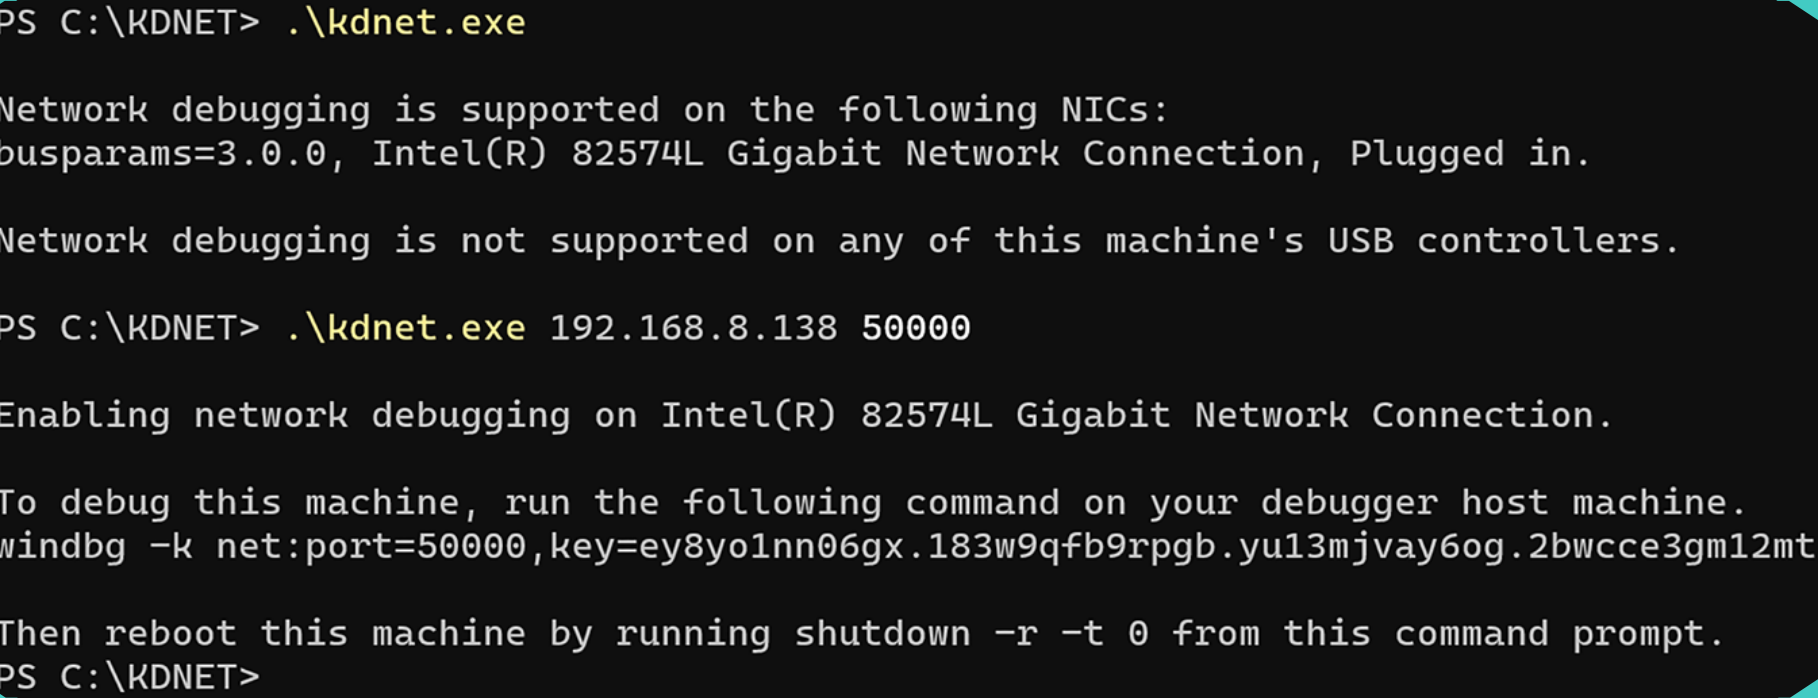 PS C:\KDNET> .\kdnet.exe
Network debugging is supported on the following NICs:
busparams=3.0.0, Intel(R) 82574L Gigabit Network Connection, Plugged in.
Network debugging is not supported on any of this machine's USB controllers.
PS C:\KDNET> .\kdnet.exe 192.168.8.138 50000
Enabling network debugging on Intel(R) 82574L Gigabit Network Connection.
To debug this machine, run the following command on your debugger host machine.
windbg -k net:port=50000,key=ey8yo1nn06gx.183w9qfb9rpgb.yu13mjvay6og.2bwcce3gm12mt
Then reboot this machine by running shutdown -r -t 0 from this command prompt.
PS C:\KDNET>